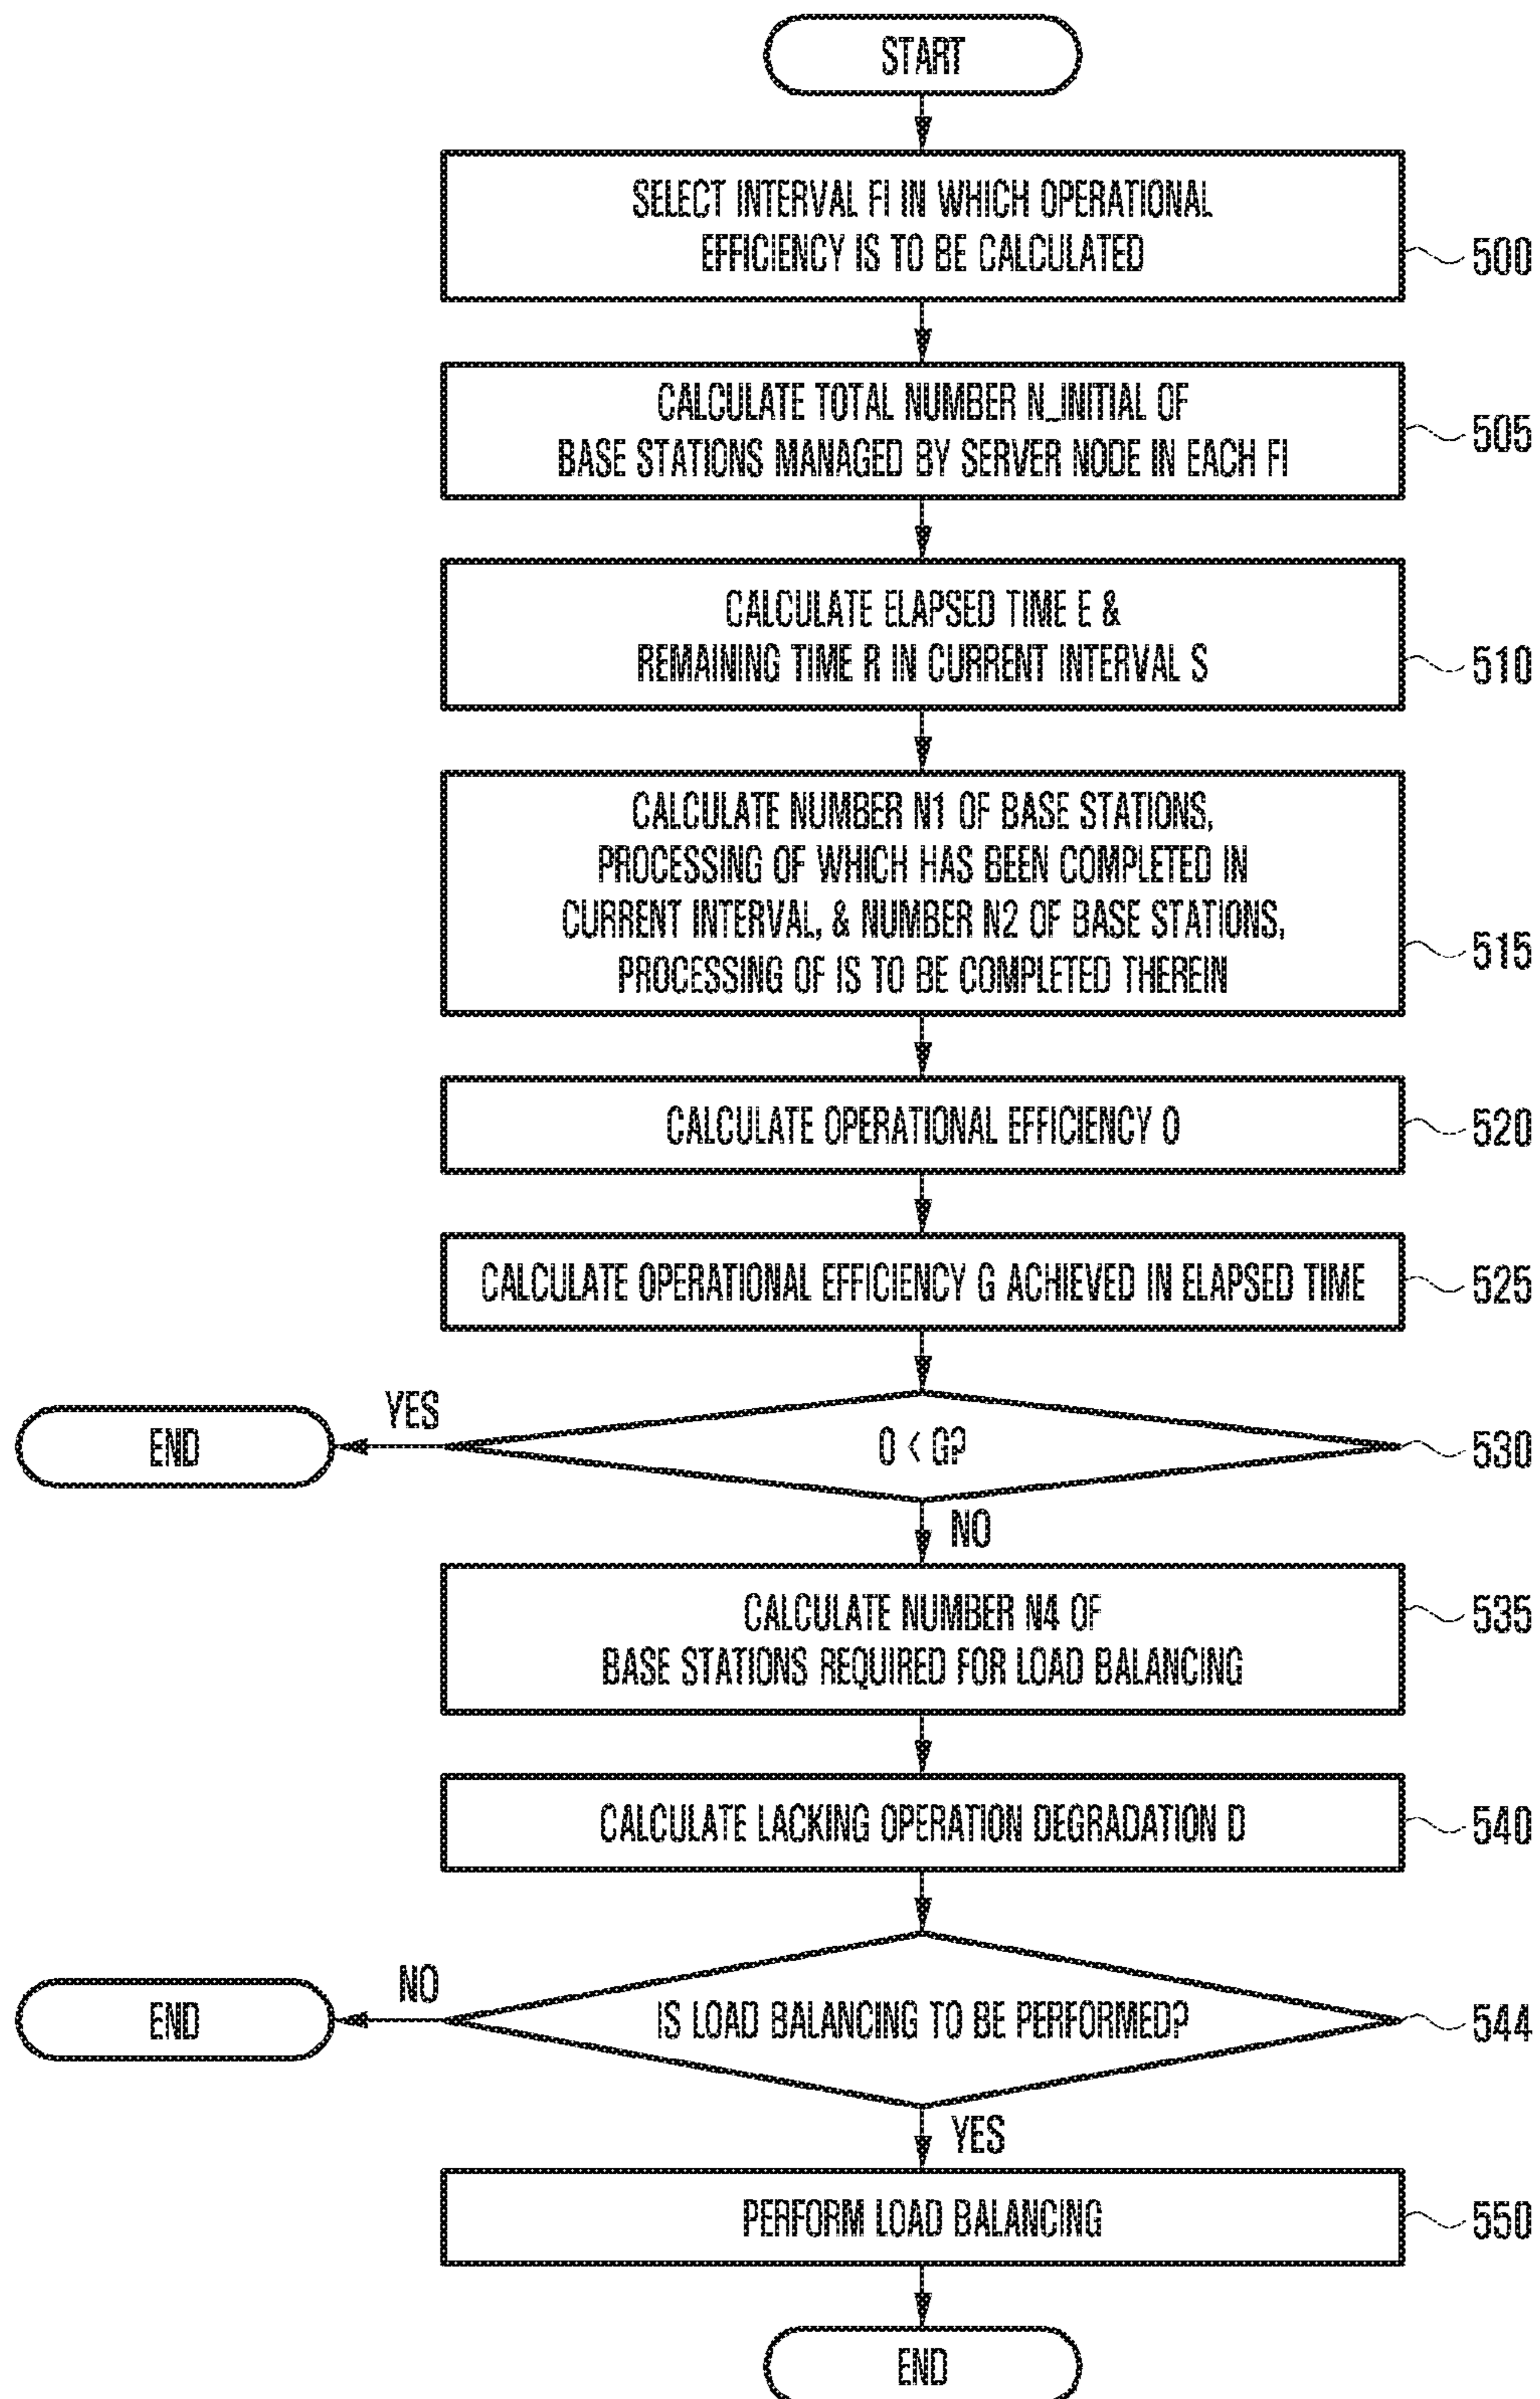 START
SELECT INTERVAL FI IN WHICH OPERATIONAL
EFFICIENCY IS TO BE CALCULATED
500
CALCULATE TOTAL NUMBER N_INITIAL OF
BASE STATIONS MANAGED BY SERVER NODE IN EACH FI
505
CALCULATE ELAPSED TIME E &
REMAINING TIME R IN CURRENT INTERVAL S
510
CALCULATE NUMBER N1 OF BASE STATIONS,
PROCESSING OF WHICH HAS BEEN COMPLETED IN
CURRENT INTERVAL, & NUMBER N2 OF BASE STATIONS,
PROCESSING OF IS TO BE COMPLETED THEREIN
515
CALCULATE OPERATIONAL EFFICIENCY O
520
CALCULATE OPERATIONAL EFFICIENCY G ACHIEVED IN ELAPSED TIME
525
YES
END
O < G?
530
NO
CALCULATE NUMBER N4 OF
BASE STATIONS REQUIRED FOR LOAD BALANCING
535
CALCULATE LACKING OPERATION DEGRADATION D
540
NO
END
IS LOAD BALANCING TO BE PERFORMED?
544
YES
PERFORM LOAD BALANCING
550
END